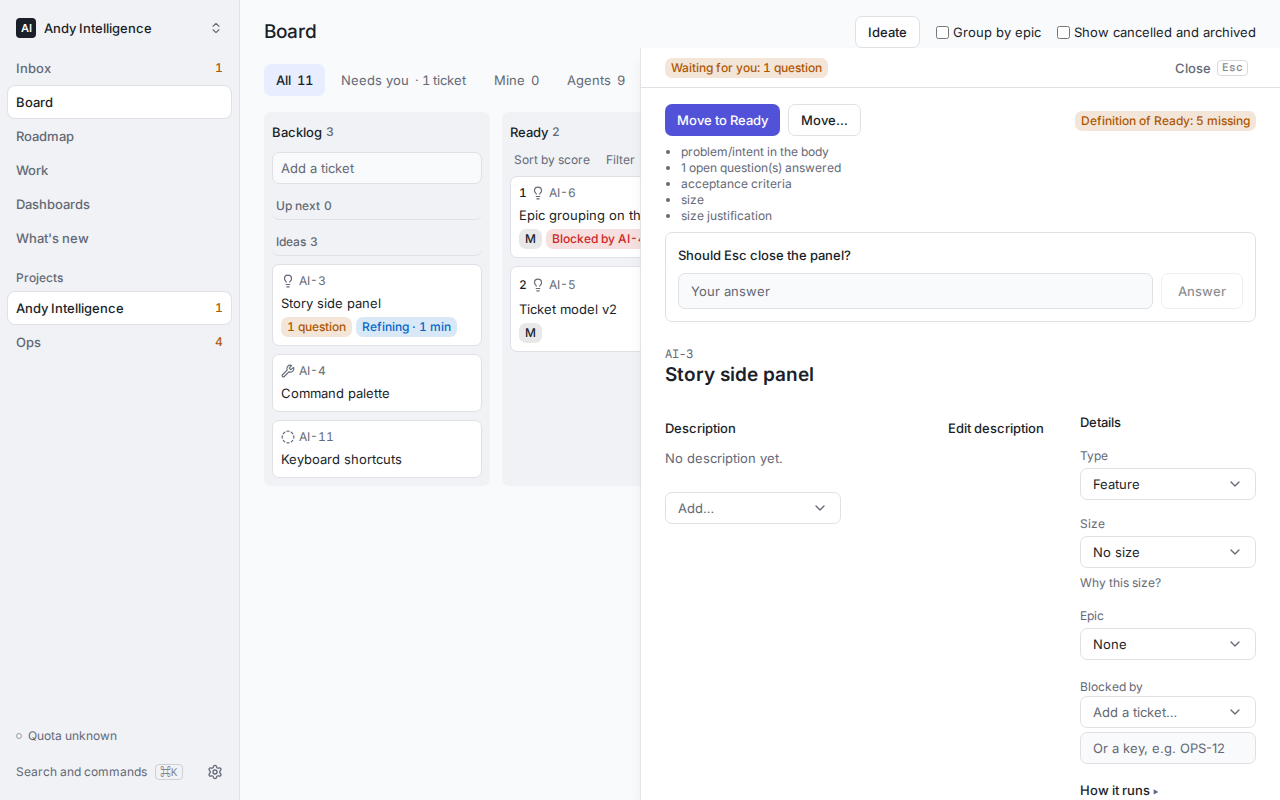 AI Andy Intelligence
Inbox 1
Board
Roadmap
Work
Dashboards
What's new
Projects
Andy Intelligence 1
Ops 4
Quota unknown
Search and commands ⌘K
Board
Ideate
Group by epic
Show cancelled and archived
All 11
Needs you · 1 ticket
Mine 0
Agents 9
Backlog 3
Add a ticket
Up next 0
Ideas 3
AI-3
Story side panel
1 question
Refining · 1 min
AI-4
Command palette
AI-11
Keyboard shortcuts
Ready 2
Sort by score
Filter
1 AI-6
Epic grouping on th
M Blocked by AI-
2 AI-5
Ticket model v2
M
Waiting for you: 1 question
Close Esc
Move to Ready
Move...
Definition of Ready: 5 missing
• problem/intent in the body
• 1 open question(s) answered
• acceptance criteria
• size
• size justification
Should Esc close the panel?
Your answer
Answer
AI-3
Story side panel
Description
Edit description
No description yet.
Add...
Details
Type
Feature
Size
No size
Why this size?
Epic
None
Blocked by
Add a ticket...
Or a key, e.g. OPS-12
How it runs ▸